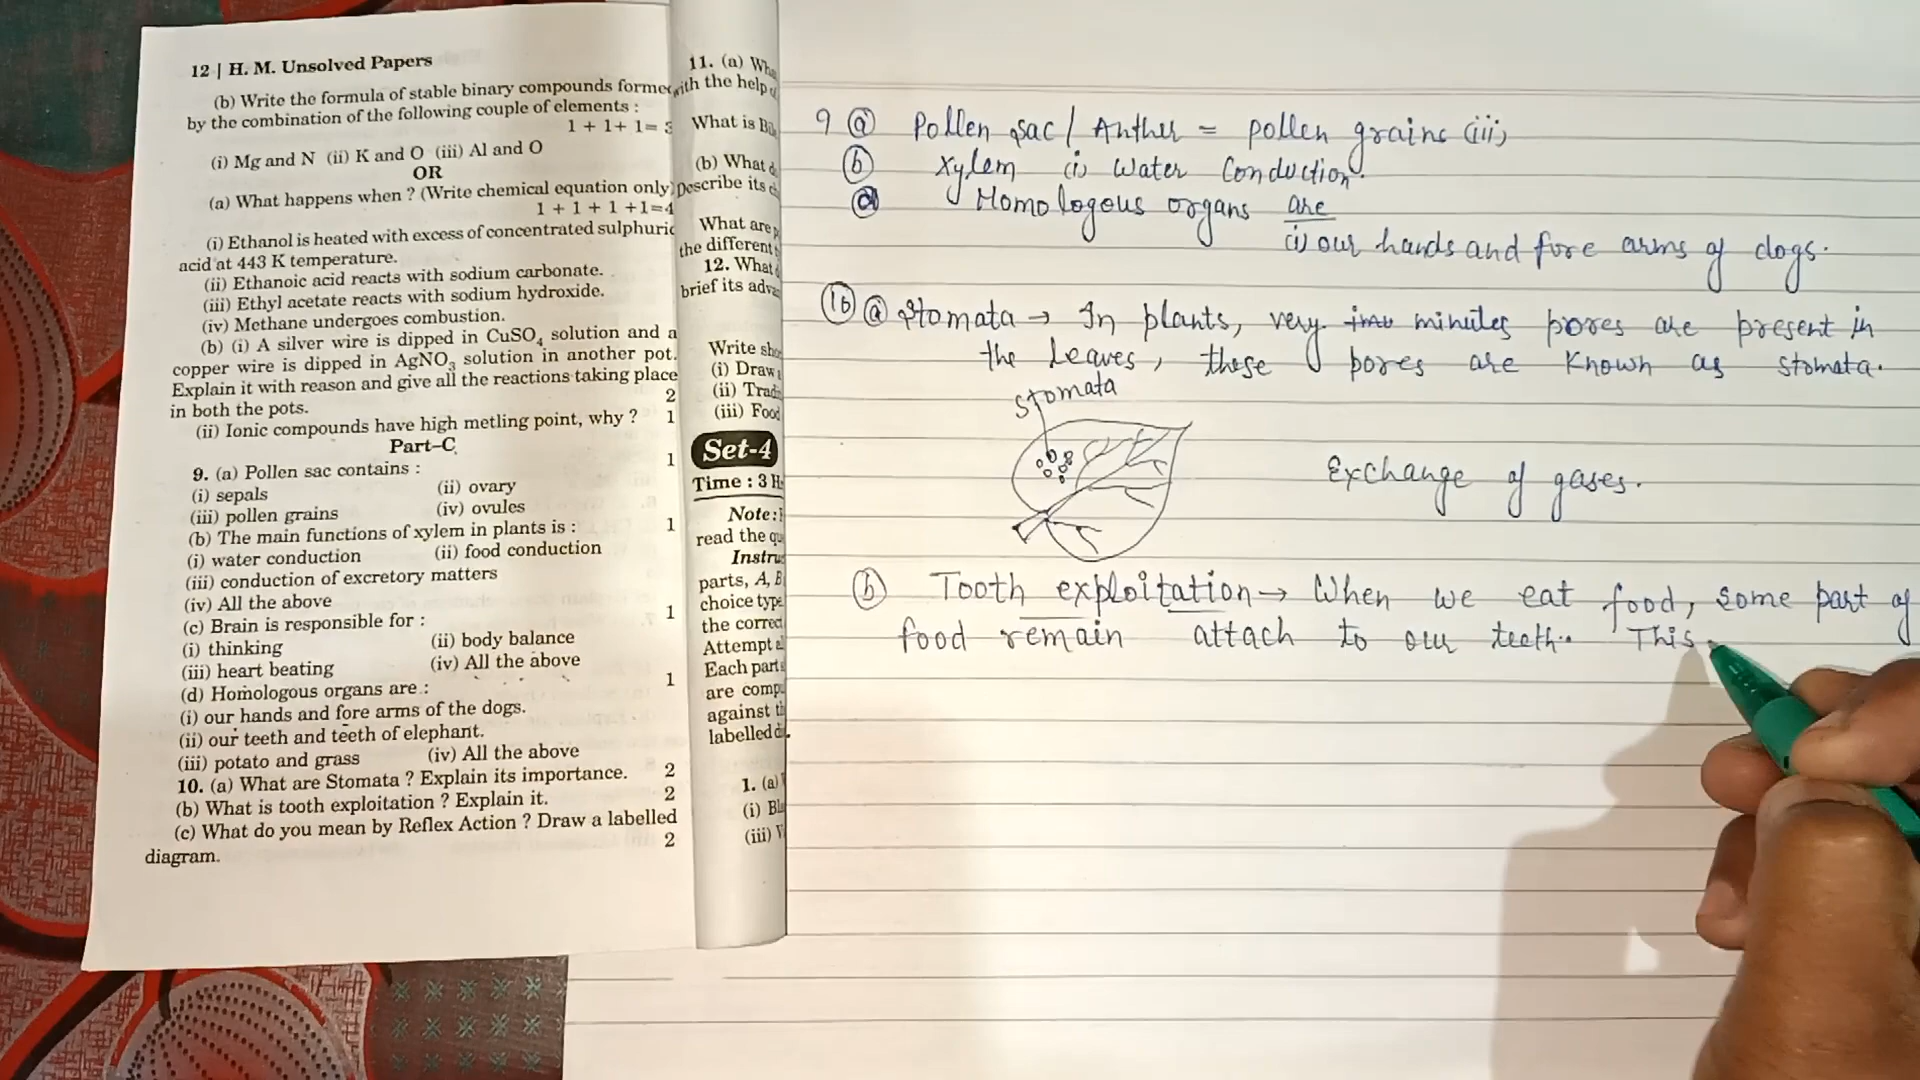 12 | H. M. Unsolved Papers
(b) Write the formula of stable binary compounds formed
by the combination of the following couple of elements :
1 + 1+ 1= 3
(i) Mg and N (ii) K and O (iii) Al and O
OR
(a) What happens when ? (Write chemical equation only)
1 + 1 + 1 +1=4
(i) Ethanol is heated with excess of concentrated sulphuric
acid at 443 K temperature.
(ii) Ethanoic acid reacts with sodium carbonate.
(iii) Ethyl acetate reacts with sodium hydroxide.
(iv) Methane undergoes combustion.
(b) (i) A silver wire is dipped in CuSO4 solution and a
copper wire is dipped in AgNO3 solution in another pot.
Explain it with reason and give all the reactions taking place
in both the pots. 2
(ii) Ionic compounds have high metling point, why ? 1
Part–C
9. (a) Pollen sac contains : 1
(i) sepals (ii) ovary
(iii) pollen grains (iv) ovules
(b) The main functions of xylem in plants is : 1
(i) water conduction (ii) food conduction
(iii) conduction of excretory matters
(iv) All the above
(c) Brain is responsible for : 1
(i) thinking (ii) body balance
(iii) heart beating (iv) All the above
(d) Homologous organs are : 1
(i) our hands and fore arms of the dogs.
(ii) our teeth and teeth of elephant.
(iii) potato and grass (iv) All the above
10. (a) What are Stomata ? Explain its importance. 2
(b) What is tooth exploitation ? Explain it. 2
(c) What do you mean by Reflex Action ? Draw a labelled
diagram. 2
11. (a)
with the help
What is
(b) What
Describe its
What are
the different
12. What
brief its
Write
(i) Draw
(ii)
(iii) Food
Set-4
Time : 3
Note:
read the
parts, A, B
choice type
the correct
Attempt
Each part
are
against
labelled
1. (a)
(i)
(iii)
9 (a) Pollen sac / Anther = pollen grains (iii)
(b) Xylem (i) Water Conduction.
(d) Homologous organs are
(i) our hands and fore arms of dogs.
10 (a) Stomata → In plants, very minutes pores are present in
the leaves, these pores are known as stomata.
Stomata
Exchange of gases.
(b) Tooth exploitation → When we eat food, some part of
food remain attach to our teeth. This